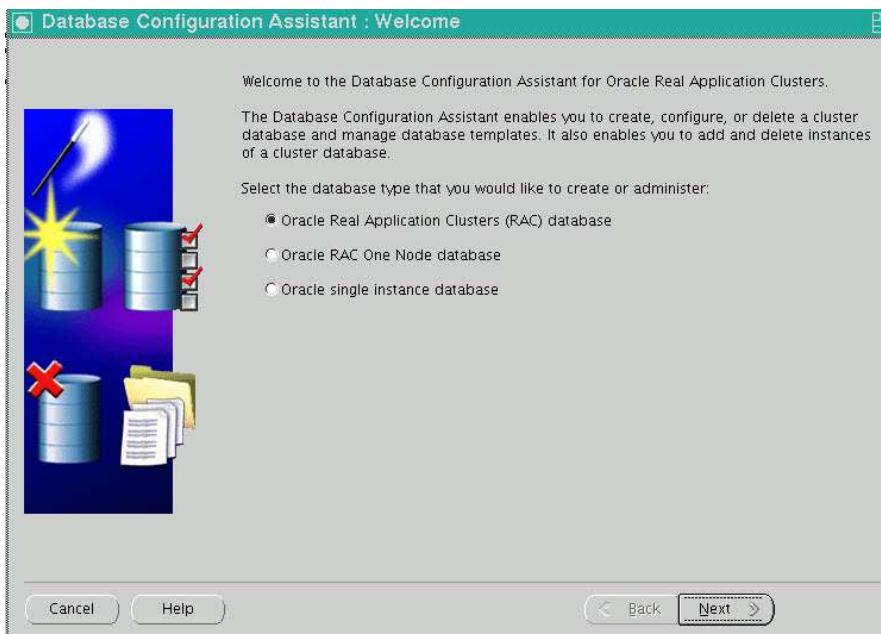 Database Configuration Assistant : Welcome
Welcome to the Database Configuration Assistant for Oracle Real Application Clusters.
The Database Configuration Assistant enables you to create, configure, or delete a cluster
database and manage database templates. It also enables you to add and delete instances
of a cluster database.
Select the database type that you would like to create or administer:
Oracle Real Application Clusters (RAC) database
Oracle RAC One Node database
Oracle single instance database
Cancel
Help
Back
Next